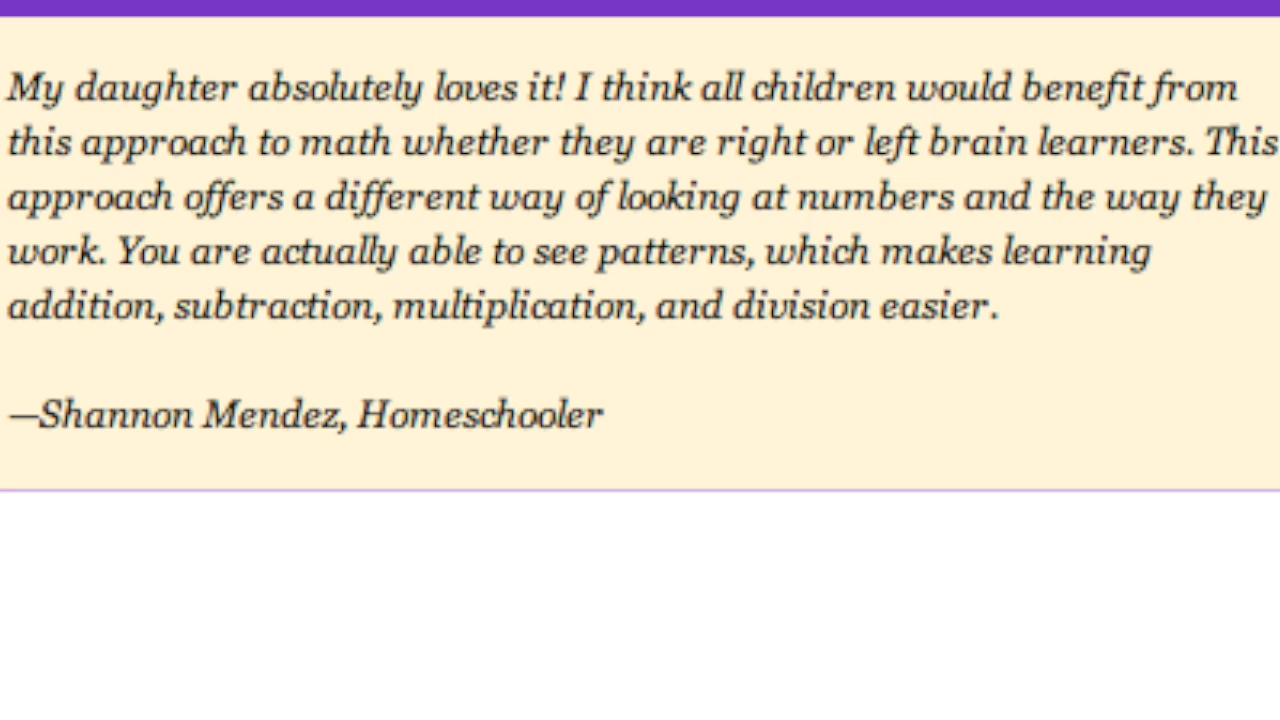 My daughter absolutely loves it! I think all children would benefit from
this approach to math whether they are right or left brain learners. This
approach offers a different way of looking at numbers and the way they
work. You are actually able to see patterns, which makes learning
addition, subtraction, multiplication, and division easier.
—Shannon Mendez, Homeschooler